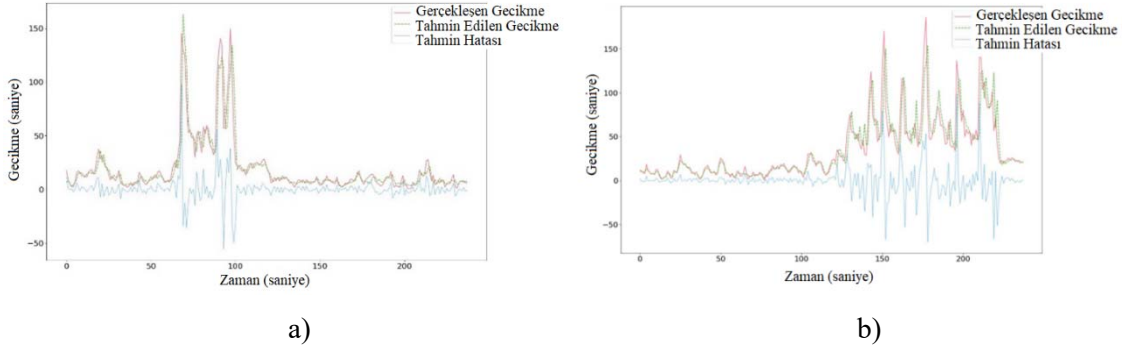 Gerçekleşen Gecikme
Tahmin Edilen Gecikme
Tahmin Hatası
150
100
50
0
−50
Gecikme (saniye)
0
50
100
150
200
Zaman (saniye)
a)
Gerçekleşen Gecikme
Tahmin Edilen Gecikme
Tahmin Hatası
150
100
50
0
−50
Gecikme (saniye)
0
50
100
150
200
Zaman (saniye)
b)